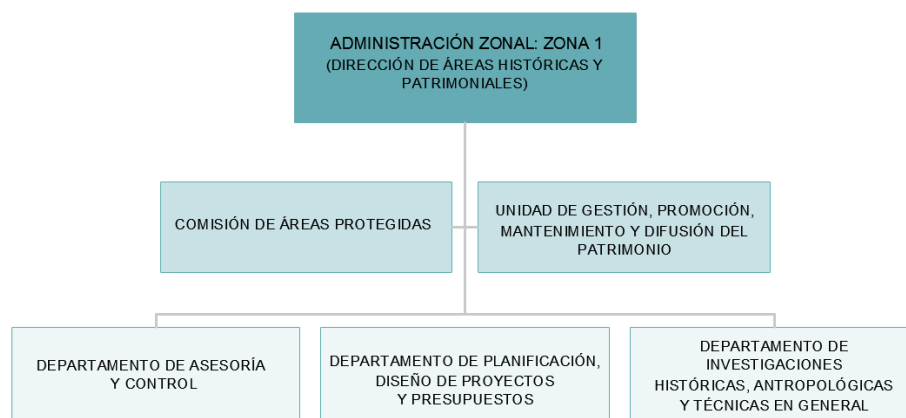 ADMINISTRACIÓN ZONAL: ZONA 1
(DIRECCIÓN DE ÁREAS HISTÓRICAS Y
PATRIMONIALES)
COMISIÓN DE ÁREAS PROTEGIDAS
UNIDAD DE GESTIÓN, PROMOCIÓN,
MANTENIMIENTO Y DIFUSIÓN DEL
PATRIMONIO
DEPARTAMENTO DE ASESORÍA
Y CONTROL
DEPARTAMENTO DE PLANIFICACIÓN,
DISEÑO DE PROYECTOS
Y PRESUPUESTOS
DEPARTAMENTO DE
INVESTIGACIONES
HISTÓRICAS, ANTROPOLÓGICAS
Y TÉCNICAS EN GENERAL